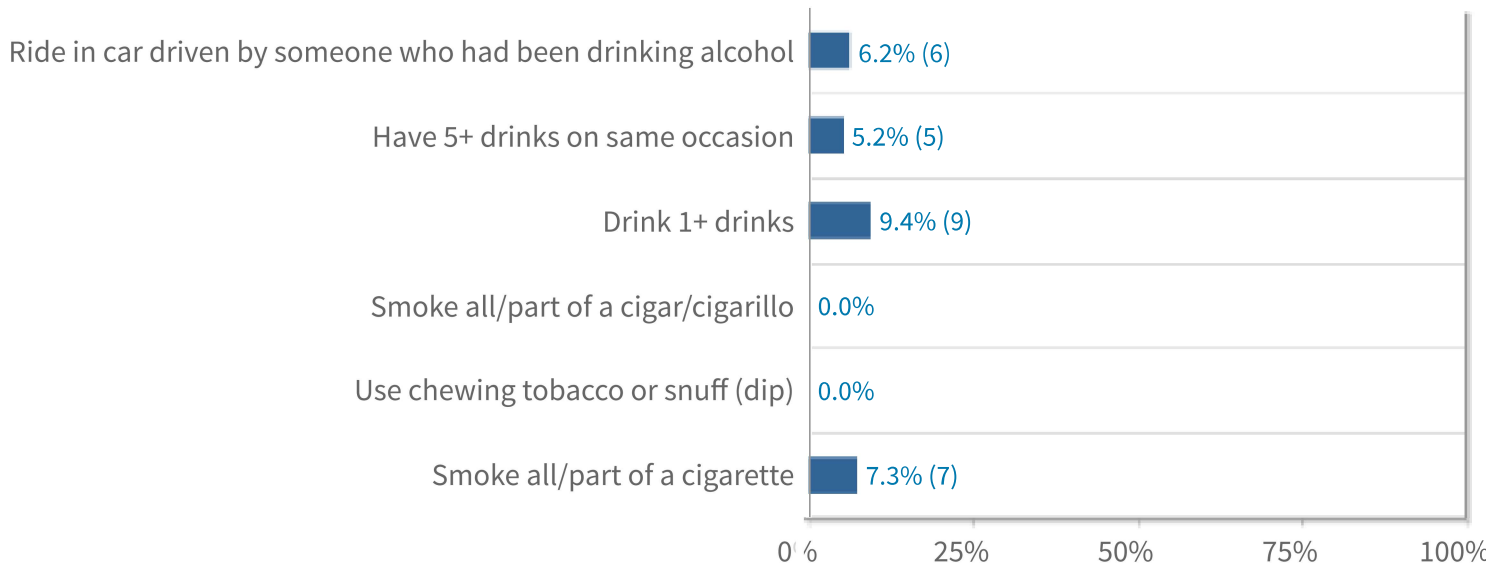 Ride in car driven by someone who had been drinking alcohol 6.2% (6)
Have 5+ drinks on same occasion 5.2% (5)
Drink 1+ drinks 9.4% (9)
Smoke all/part of a cigar/cigarillo 0.0%
Use chewing tobacco or snuff (dip) 0.0%
Smoke all/part of a cigarette 7.3% (7)
0% 25% 50% 75% 100%